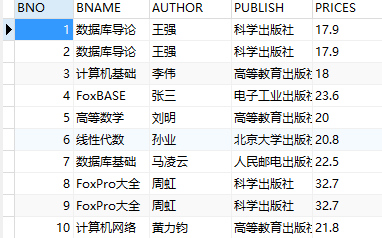 BNO BNAME AUTHOR PUBLISH PRICES
1 数据库导论 王强 科学出版社 17.9
2 数据库导论 王强 科学出版社 17.9
3 计算机基础 李伟 高等教育出版社 18
4 FoxBASE 张三 电子工业出版社 23.6
5 高等数学 刘明 高等教育出版社 20
6 线性代数 孙业 北京大学出版社 20.8
7 数据库基础 马凌云 人民邮电出版社 22.5
8 FoxPro大全 周虹 科学出版社 32.7
9 FoxPro大全 周虹 科学出版社 32.7
10 计算机网络 黄力钧 高等教育出版社 21.8